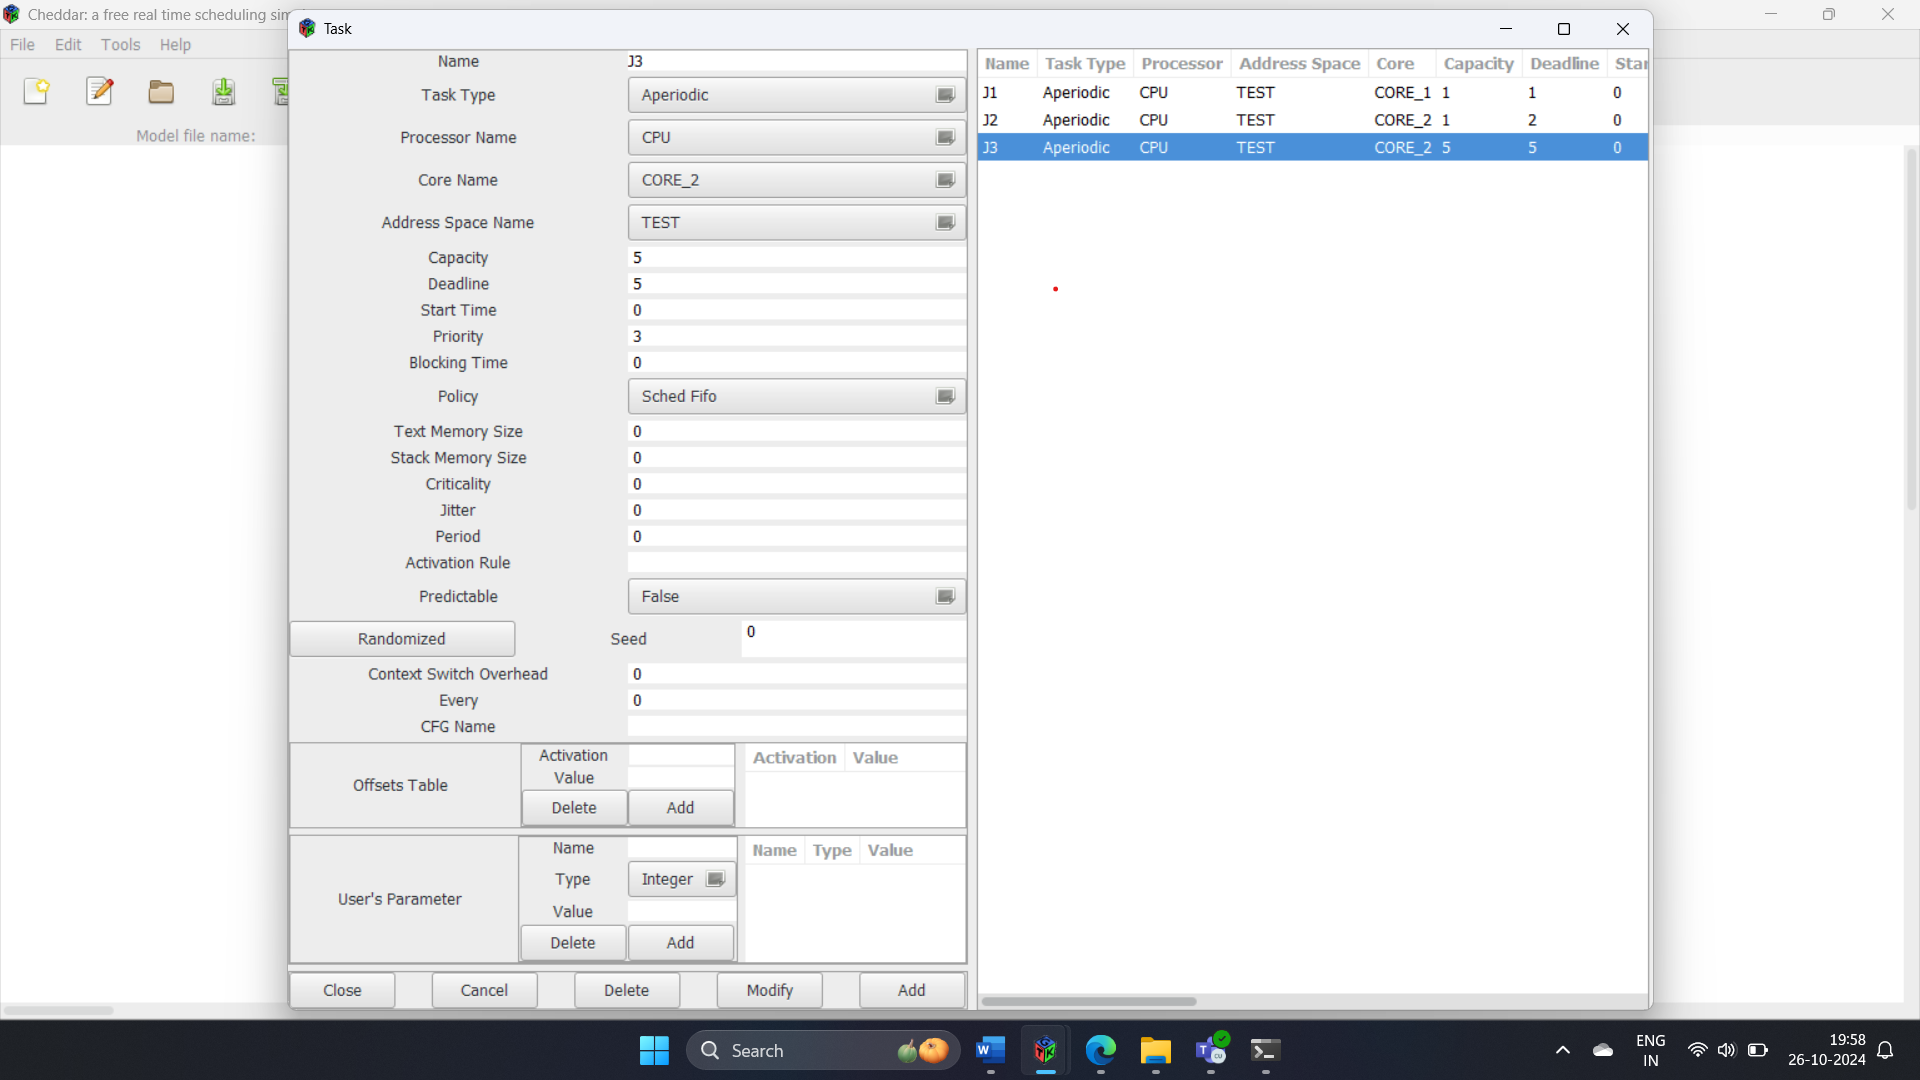 Cheddar: a free real time scheduling sim
Task
File Edit Tools Help
Model file name:
Name J3
Task Type Aperiodic
Processor Name CPU
Core Name CORE_2
Address Space Name TEST
Capacity 5
Deadline 5
Start Time 0
Priority 3
Blocking Time 0
Policy Sched Fifo
Text Memory Size 0
Stack Memory Size 0
Criticality 0
Jitter 0
Period 0
Activation Rule
Predictable False
Randomized Seed 0
Context Switch Overhead 0
Every 0
CFG Name
Offsets Table
Activation
Value
Delete Add
Activation Value
User's Parameter
Name
Type Integer
Value
Delete Add
Name Type Value
Close Cancel Delete Modify Add
Name Task Type Processor Address Space Core Capacity Deadline Star
J1 Aperiodic CPU TEST CORE_1 1 1 0
J2 Aperiodic CPU TEST CORE_2 1 2 0
J3 Aperiodic CPU TEST CORE_2 5 5 0
Search
ENG
IN
19:58
26-10-2024